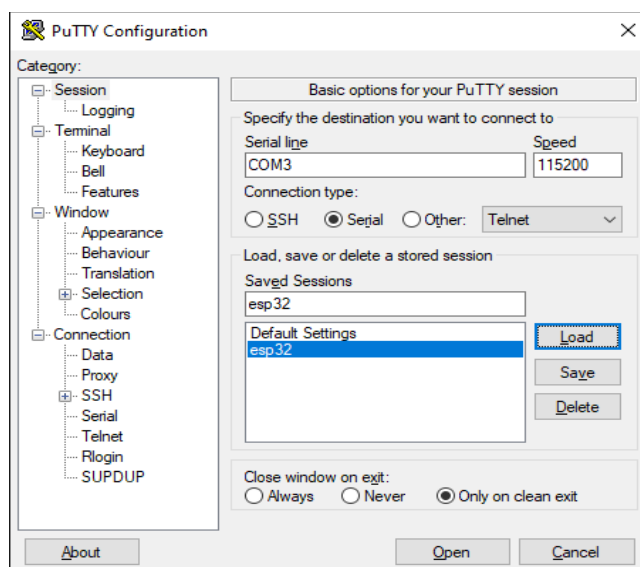 PuTTY Configuration
Category:
Session
Logging
Terminal
Keyboard
Bell
Features
Window
Appearance
Behaviour
Translation
Selection
Colours
Connection
Data
Proxy
SSH
Serial
Telnet
Rlogin
SUPDUP
Basic options for your PuTTY session
Specify the destination you want to connect to
Serial line Speed
COM3 115200
Connection type:
SSH Serial Other: Telnet
Load, save or delete a stored session
Saved Sessions
esp32
Default Settings
esp32
Load
Save
Delete
Close window on exit:
Always Never Only on clean exit
About Open Cancel